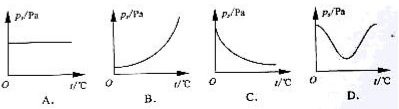 pₛ/Pa
O
t/℃
A.
pₛ/Pa
O
t/℃
B.
pₛ/Pa
O
t/℃
C.
pₛ/Pa
O
t/℃
D.